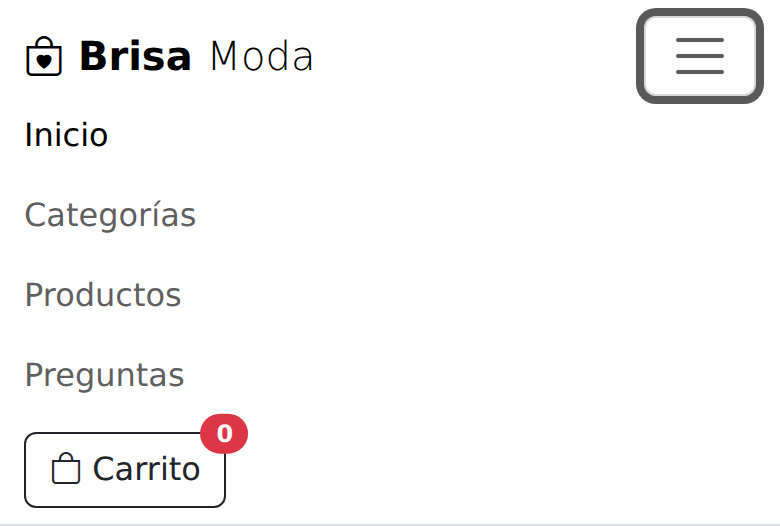 Brisa Moda
Inicio
Categorías
Productos
Preguntas
0
Carrito